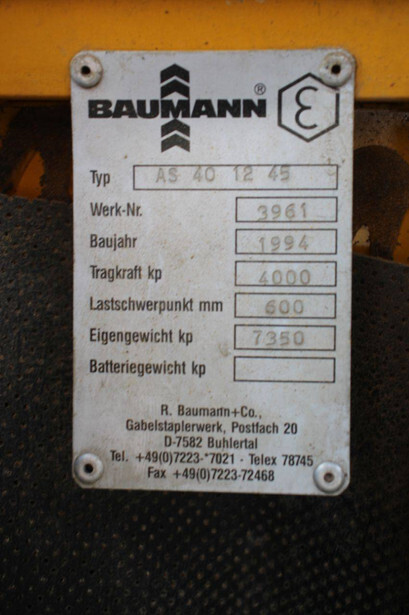 BAUMANN ® Ɛ
Typ AS 40 12 45
Werk-Nr. 3961
Baujahr 1994
Tragkraft kp 4000
Lastschwerpunkt mm 600
Eigengewicht kp 7350
Batteriegewicht kp
R. Baumann+Co.,
Gabelstaplerwerk, Postfach 20
D-7582 Buhlertal
Tel. +49(0)7223-*7021 - Telex 78745
Fax +49(0)7223-72468